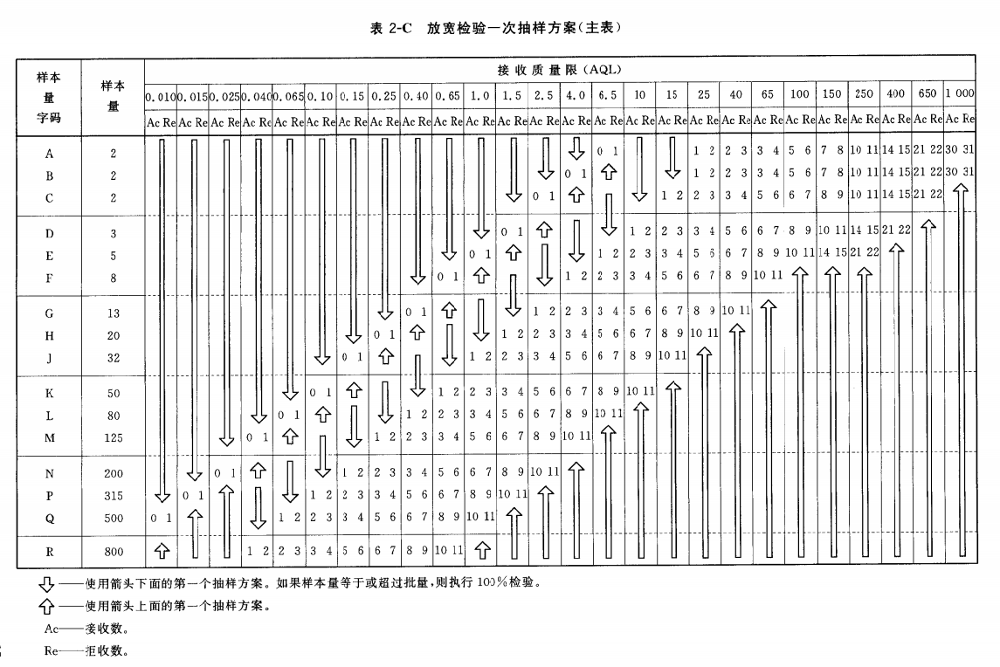 表 2-C 放宽检验一次抽样方案(主表)
接收质量限(AQL)
样本量字码 样本量
0.010 0.015 0.025 0.040 0.065 0.10 0.15 0.25 0.40 0.65 1.0 1.5 2.5 4.0 6.5 10 15 25 40 65 100 150 250 400 650 1 000
Ac Re Ac Re Ac Re Ac Re Ac Re Ac Re Ac Re Ac Re Ac Re Ac Re Ac Re Ac Re Ac Re Ac Re Ac Re Ac Re Ac Re Ac Re Ac Re Ac Re Ac Re Ac Re Ac Re Ac Re Ac Re Ac Re
A 2 0 1 1 2 2 3 3 4 5 6 7 8 10 11 14 15 21 22 30 31
B 2 0 1 1 2 2 3 3 4 5 6 7 8 10 11 14 15 21 22 30 31
C 2 0 1 1 2 2 3 3 4 5 6 6 7 8 9 10 11 14 15 21 22
D 3 0 1 1 2 2 3 3 4 5 6 6 7 8 9 10 11 14 15 21 22
E 5 0 1 1 2 2 3 3 4 5 6 6 7 8 9 10 11 14 15 21 22
F 8 0 1 1 2 2 3 3 4 5 6 6 7 8 9 10 11
G 13 0 1 1 2 2 3 3 4 5 6 6 7 8 9 10 11
H 20 0 1 1 2 2 3 3 4 5 6 6 7 8 9 10 11
J 32 0 1 1 2 2 3 3 4 5 6 6 7 8 9 10 11
K 50 0 1 1 2 2 3 3 4 5 6 6 7 8 9 10 11
L 80 0 1 1 2 2 3 3 4 5 6 6 7 8 9 10 11
M 125 0 1 1 2 2 3 3 4 5 6 6 7 8 9 10 11
N 200 0 1 1 2 2 3 3 4 5 6 6 7 8 9 10 11
P 315 0 1 1 2 2 3 3 4 5 6 6 7 8 9 10 11
Q 500 0 1 1 2 2 3 3 4 5 6 6 7 8 9 10 11
R 800 1 2 2 3 3 4 5 6 6 7 8 9 10 11
⇩——使用箭头下面的第一个抽样方案。如果样本量等于或超过批量,则执行 100%检验。
⇧——使用箭头上面的第一个抽样方案。
Ac——接收数。
Re——拒收数。